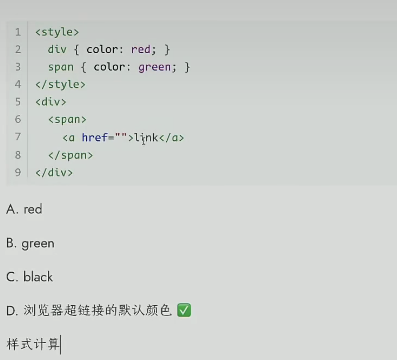 1 <style>
2 div { color: red; }
3 span { color: green; }
4 </style>
5 <div>
6 <span>
7 <a href="">link</a>
8 </span>
9 </div>
A. red
B. green
C. black
D. 浏览器超链接的默认颜色 ✅
样式计算